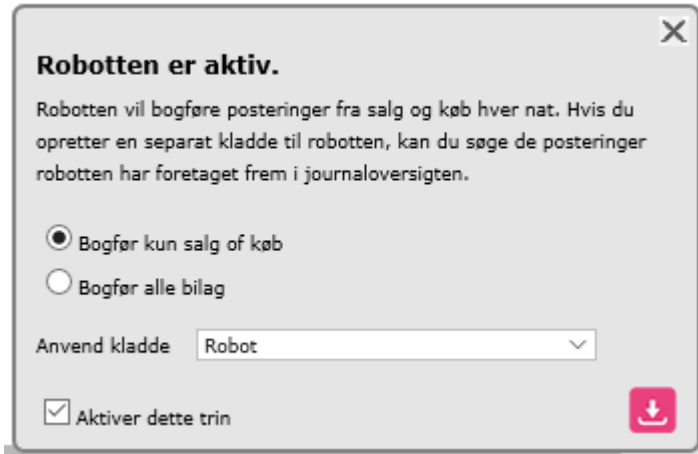 Robotten er aktiv.
Robotten vil bogføre posteringer fra salg og køb hver nat. Hvis du
opretter en separat kladde til robotten, kan du søge de posteringer
robotten har foretaget frem i journaloversigten.
Bogfør kun salg of køb
Bogfør alle bilag
Anvend kladde Robot
Aktiver dette trin